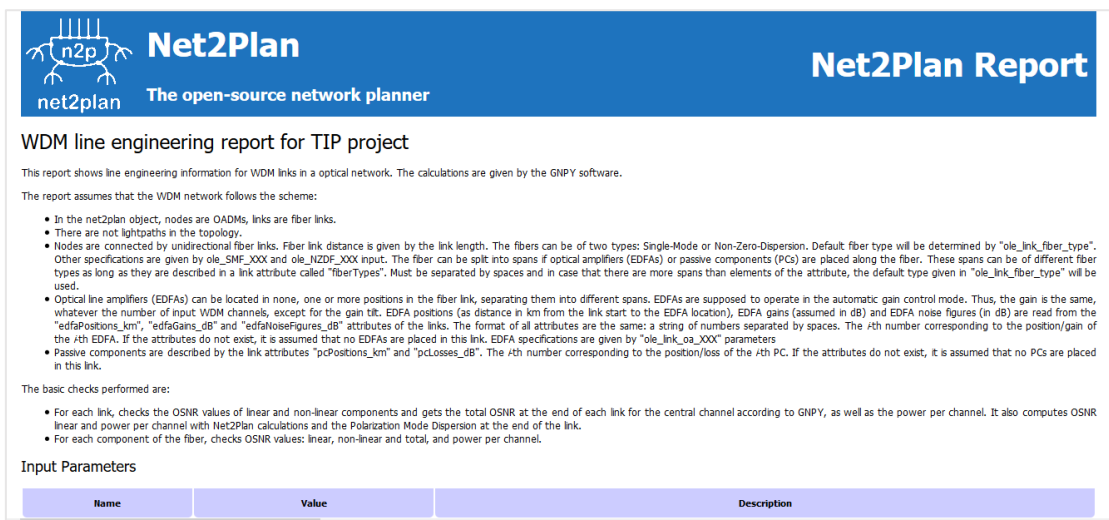 n2p
net2plan
Net2Plan
The open-source network planner
Net2Plan Report
WDM line engineering report for TIP project
This report shows line engineering information for WDM links in a optical network. The calculations are given by the GNPY software.
The report assumes that the WDM network follows the scheme:
• In the net2plan object, nodes are OADMs, links are fiber links.
• There are not lightpaths in the topology.
• Nodes are connected by unidirectional fiber links. Fiber link distance is given by the link length. The fibers can be of two types: Single-Mode or Non-Zero-Dispersion. Default fiber type will be determined by "ole_link_fiber_type".
Other specifications are given by ole_SMF_XXX and ole_NZDF_XXX input. The fiber can be split into spans if optical amplifiers (EDFAs) or passive components (PCs) are placed along the fiber. These spans can be of different fiber
types as long as they are described in a link attribute called "fiberTypes". Must be separated by spaces and in case that there are more spans than elements of the attribute, the default type given in "ole_link_fiber_type" will be
used.
• Optical line amplifiers (EDFAs) can be located in none, one or more positions in the fiber link, separating them into different spans. EDFAs are supposed to operate in the automatic gain control mode. Thus, the gain is the same,
whatever the number of input WDM channels, except for the gain tilt. EDFA positions (as distance in km from the link start to the EDFA location), EDFA gains (assumed in dB) and EDFA noise figures (in dB) are read from the
"edfaPositions_km", "edfaGains_dB" and "edfaNoiseFigures_dB" attributes of the links. The format of all attributes are the same: a string of numbers separated by spaces. The i-th number corresponding to the position/gain of
the i-th EDFA. If the attributes do not exist, it is assumed that no EDFAs are placed in this link. EDFA specifications are given by "ole_link_oa_XXX" parameters
• Passive components are described by the link attributes "pcPositions_km" and "pcLosses_dB". The i-th number corresponding to the position/loss of the i-th PC. If the attributes do not exist, it is assumed that no PCs are placed
in this link.
The basic checks performed are:
• For each link, checks the OSNR values of linear and non-linear components and gets the total OSNR at the end of each link for the central channel according to GNPY, as well as the power per channel. It also computes OSNR
linear and power per channel with Net2Plan calculations and the Polarization Mode Dispersion at the end of the link.
• For each component of the fiber, checks OSNR values: linear, non-linear and total, and power per channel.
Input Parameters
Name Value Description